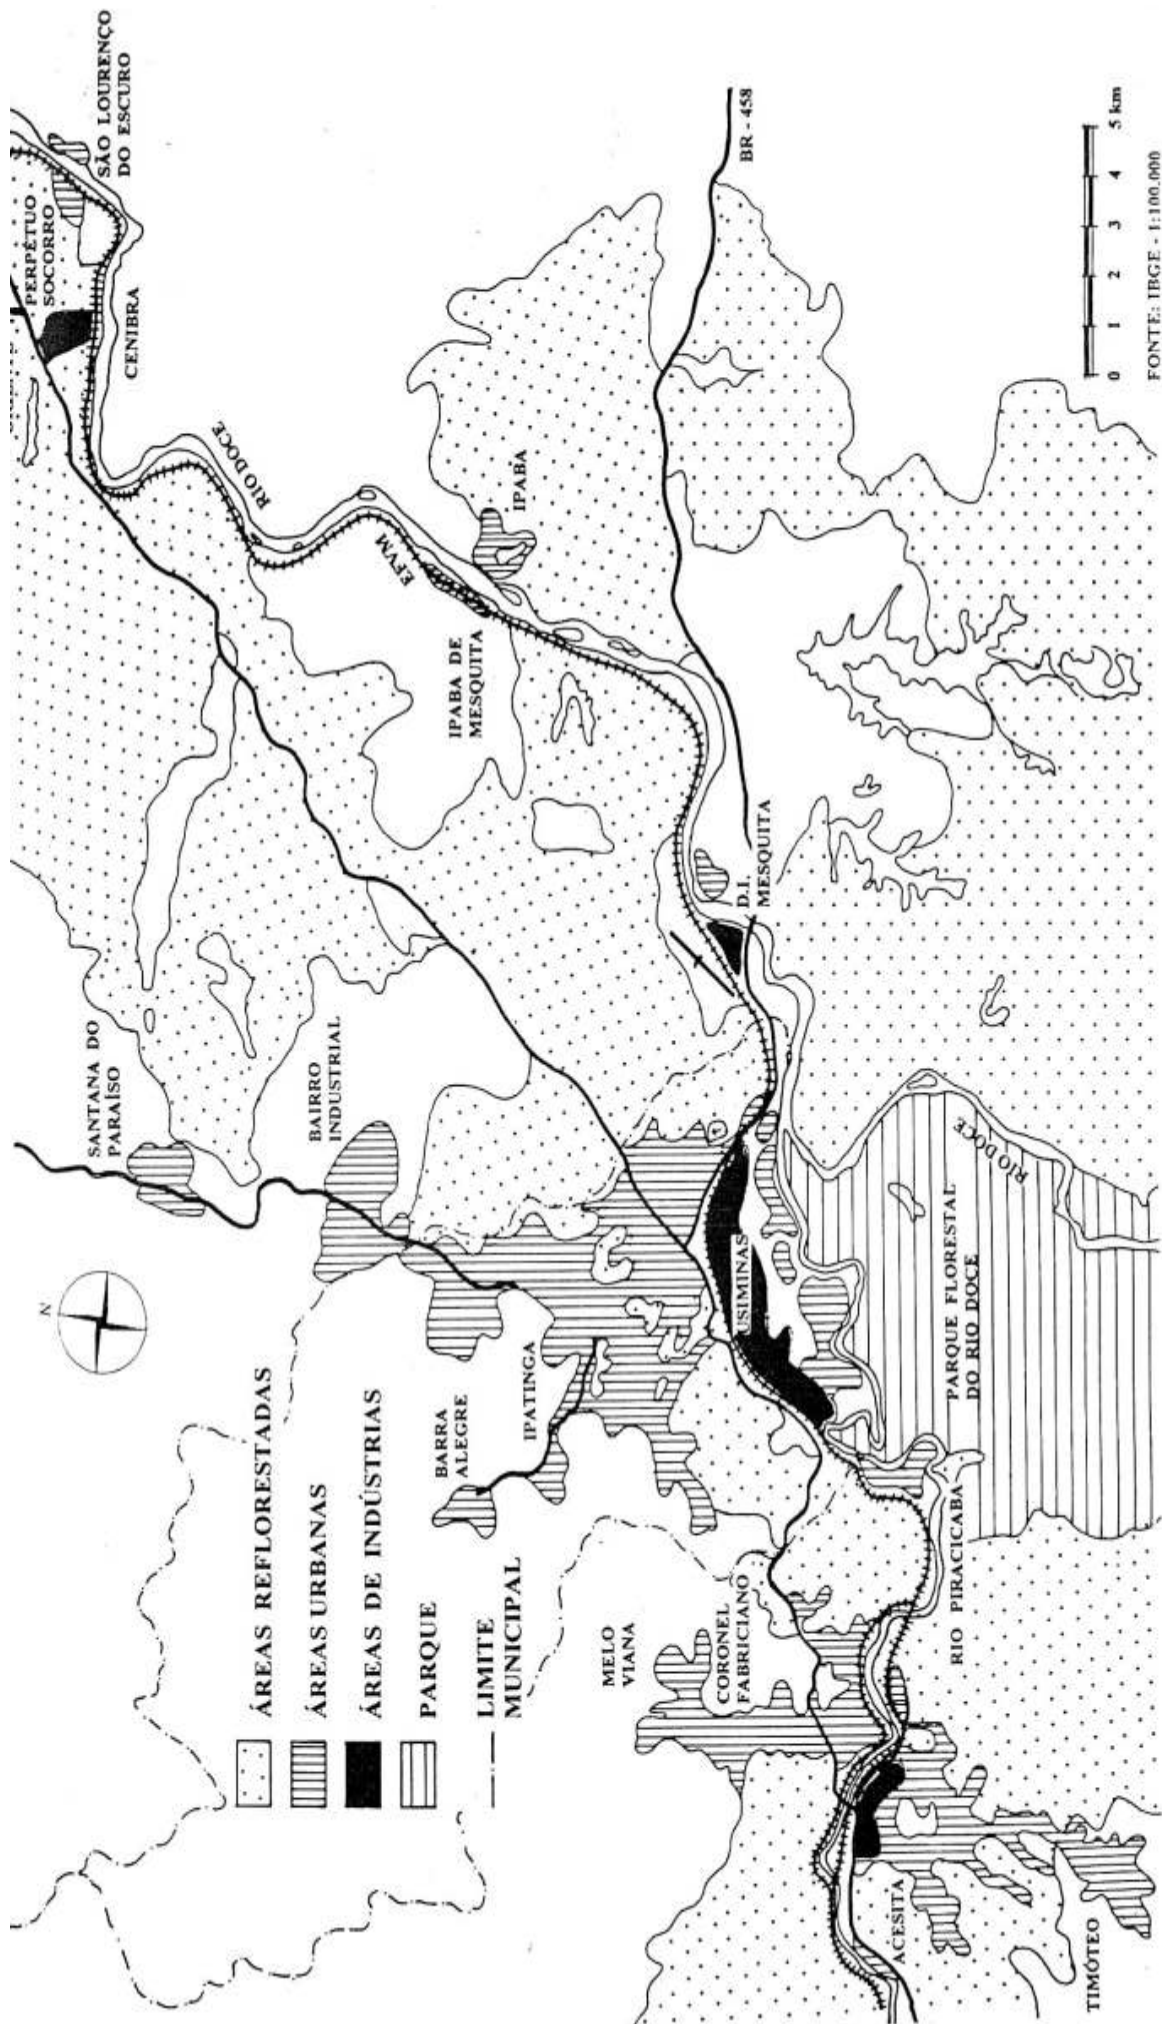 N
ÁREAS REFLORESTADAS
ÁREAS URBANAS
ÁREAS DE INDÚSTRIAS
PARQUE
LIMITE
MUNICIPAL
SANTANA DO
PARAÍSO
BAIRRO
INDUSTRIAL
BARRA
ALEGRE
IPATINGA
MELO
VIANA
CORONEL
FABRICIANO
ACESITA
TIMÓTEO
RIO PIRACICABA
USIMINAS
PARQUE FLORESTAL
DO RIO DOCE
RIO DOCE
D.I.
MESQUITA
IPABA DE
MESQUITA
EFVM
IPABA
RIO DOCE
CENIBRA
PERPÉTUO
SOCORRO
SÃO LOURENÇO
DO ESCURO
BR - 458
0 1 2 3 4 5 km
FONTE: IBGE - 1:100.000